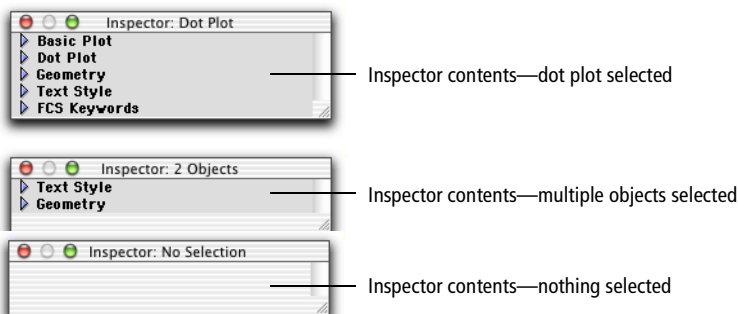 Inspector: Dot Plot
Basic Plot
Dot Plot
Geometry
Text Style
FCS Keywords
Inspector contents—dot plot selected
Inspector: 2 Objects
Text Style
Geometry
Inspector contents—multiple objects selected
Inspector: No Selection
Inspector contents—nothing selected